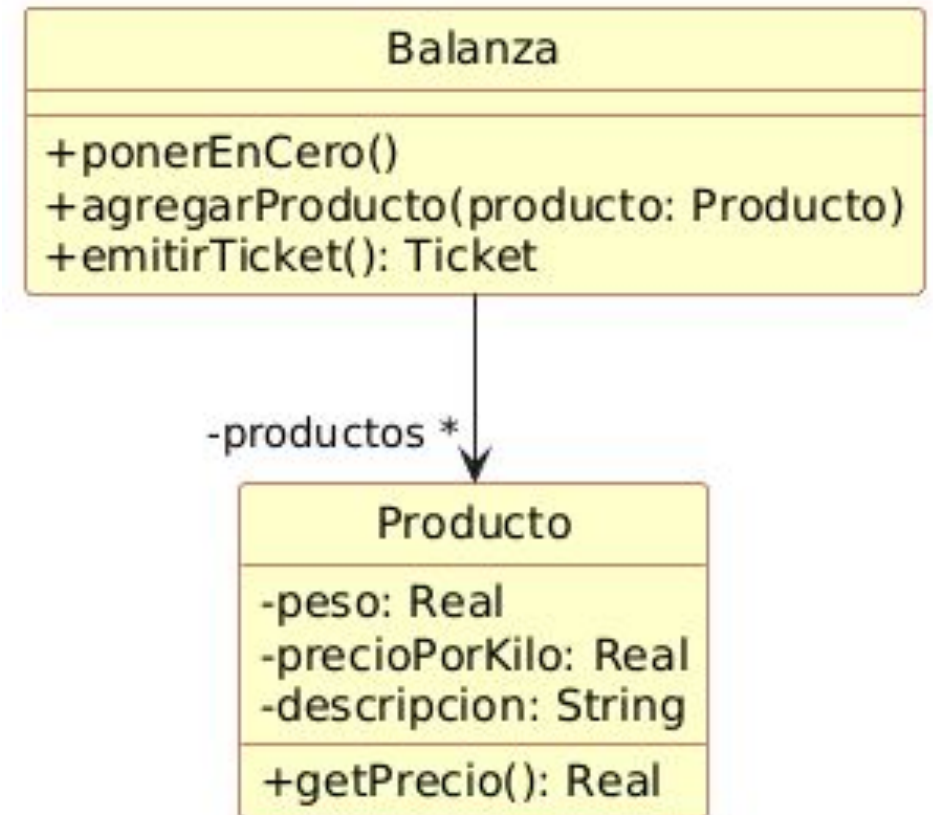 Balanza
+ponerEnCero()
+agregarProducto(producto: Producto)
+emitirTicket(): Ticket
-productos *
Producto
-peso: Real
-precioPorKilo: Real
-descripcion: String
+getPrecio(): Real